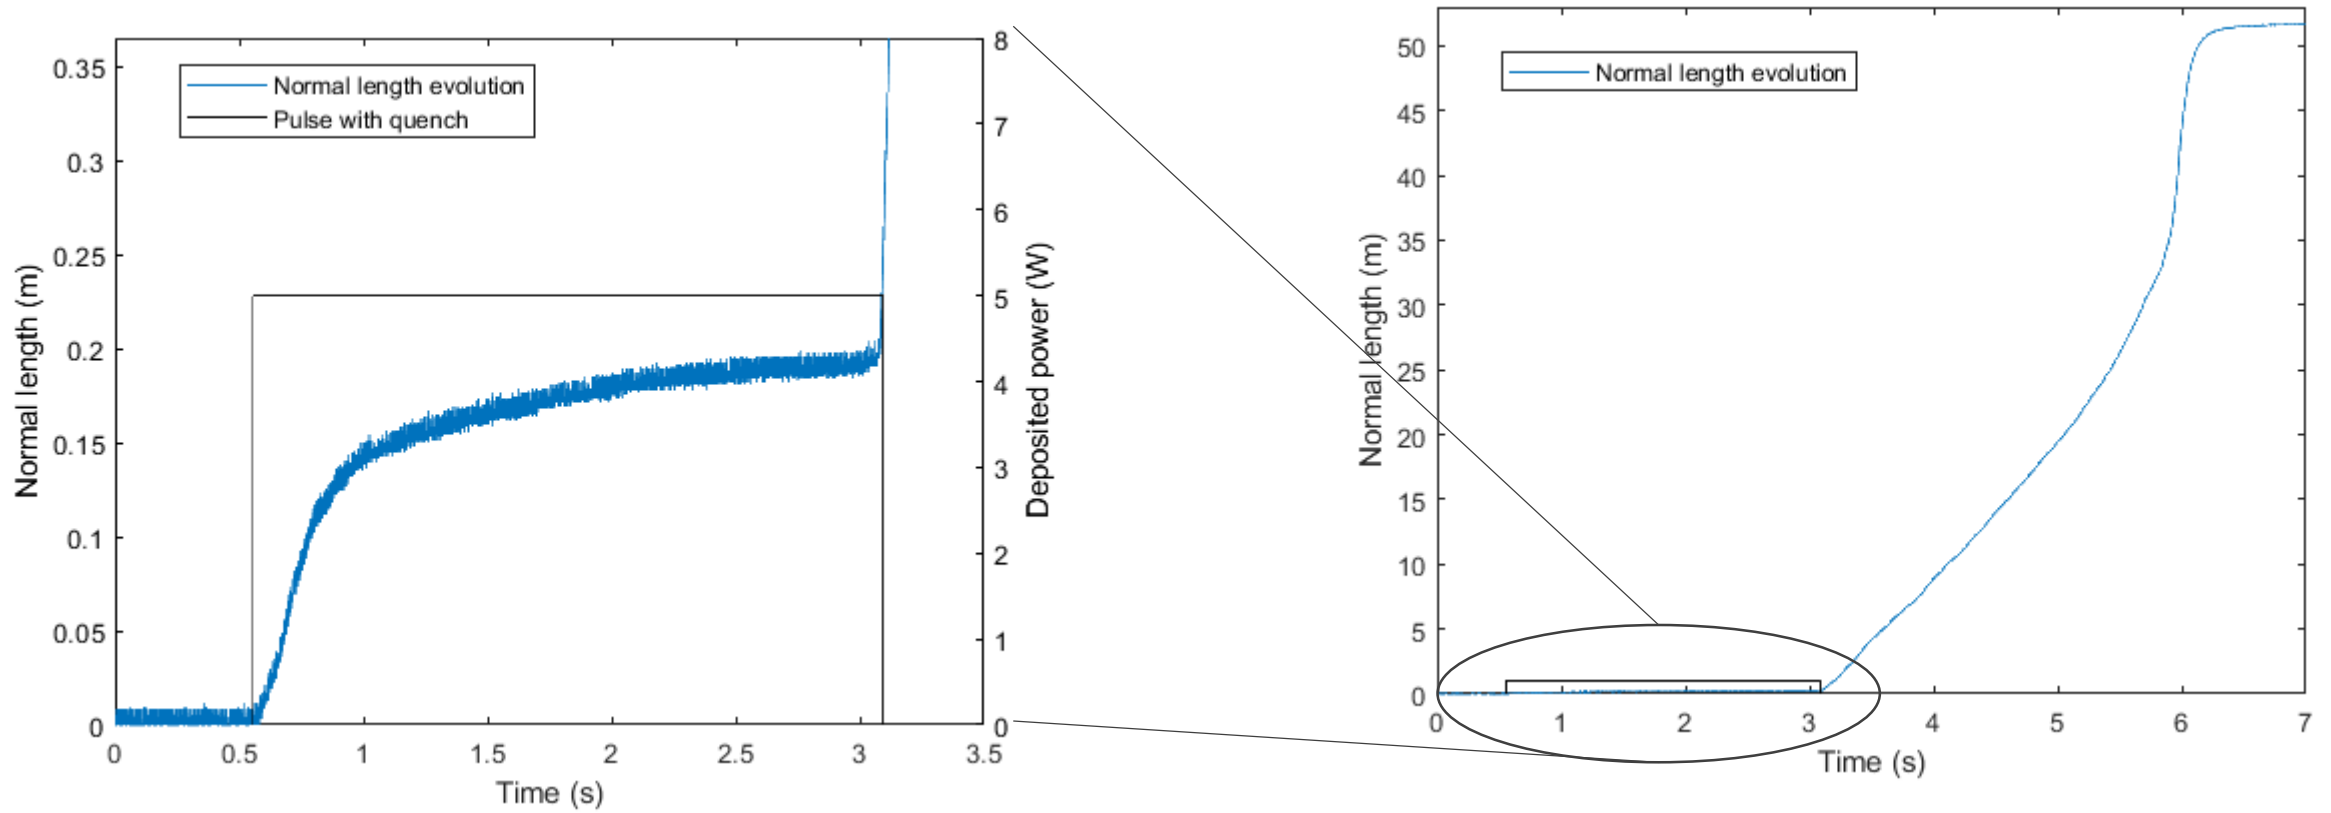 Normal length evolution
Pulse with quench
0.35
0.3
0.25
0.2
0.15
0.1
0.05
0
Normal length (m)
8
7
6
5
4
3
2
1
0
Deposited power (W)
0 0.5 1 1.5 2 2.5 3 3.5
Time (s)
Normal length evolution
50
45
40
35
30
25
20
15
10
5
0
Normal length (m)
0 1 2 3 4 5 6 7
Time (s)